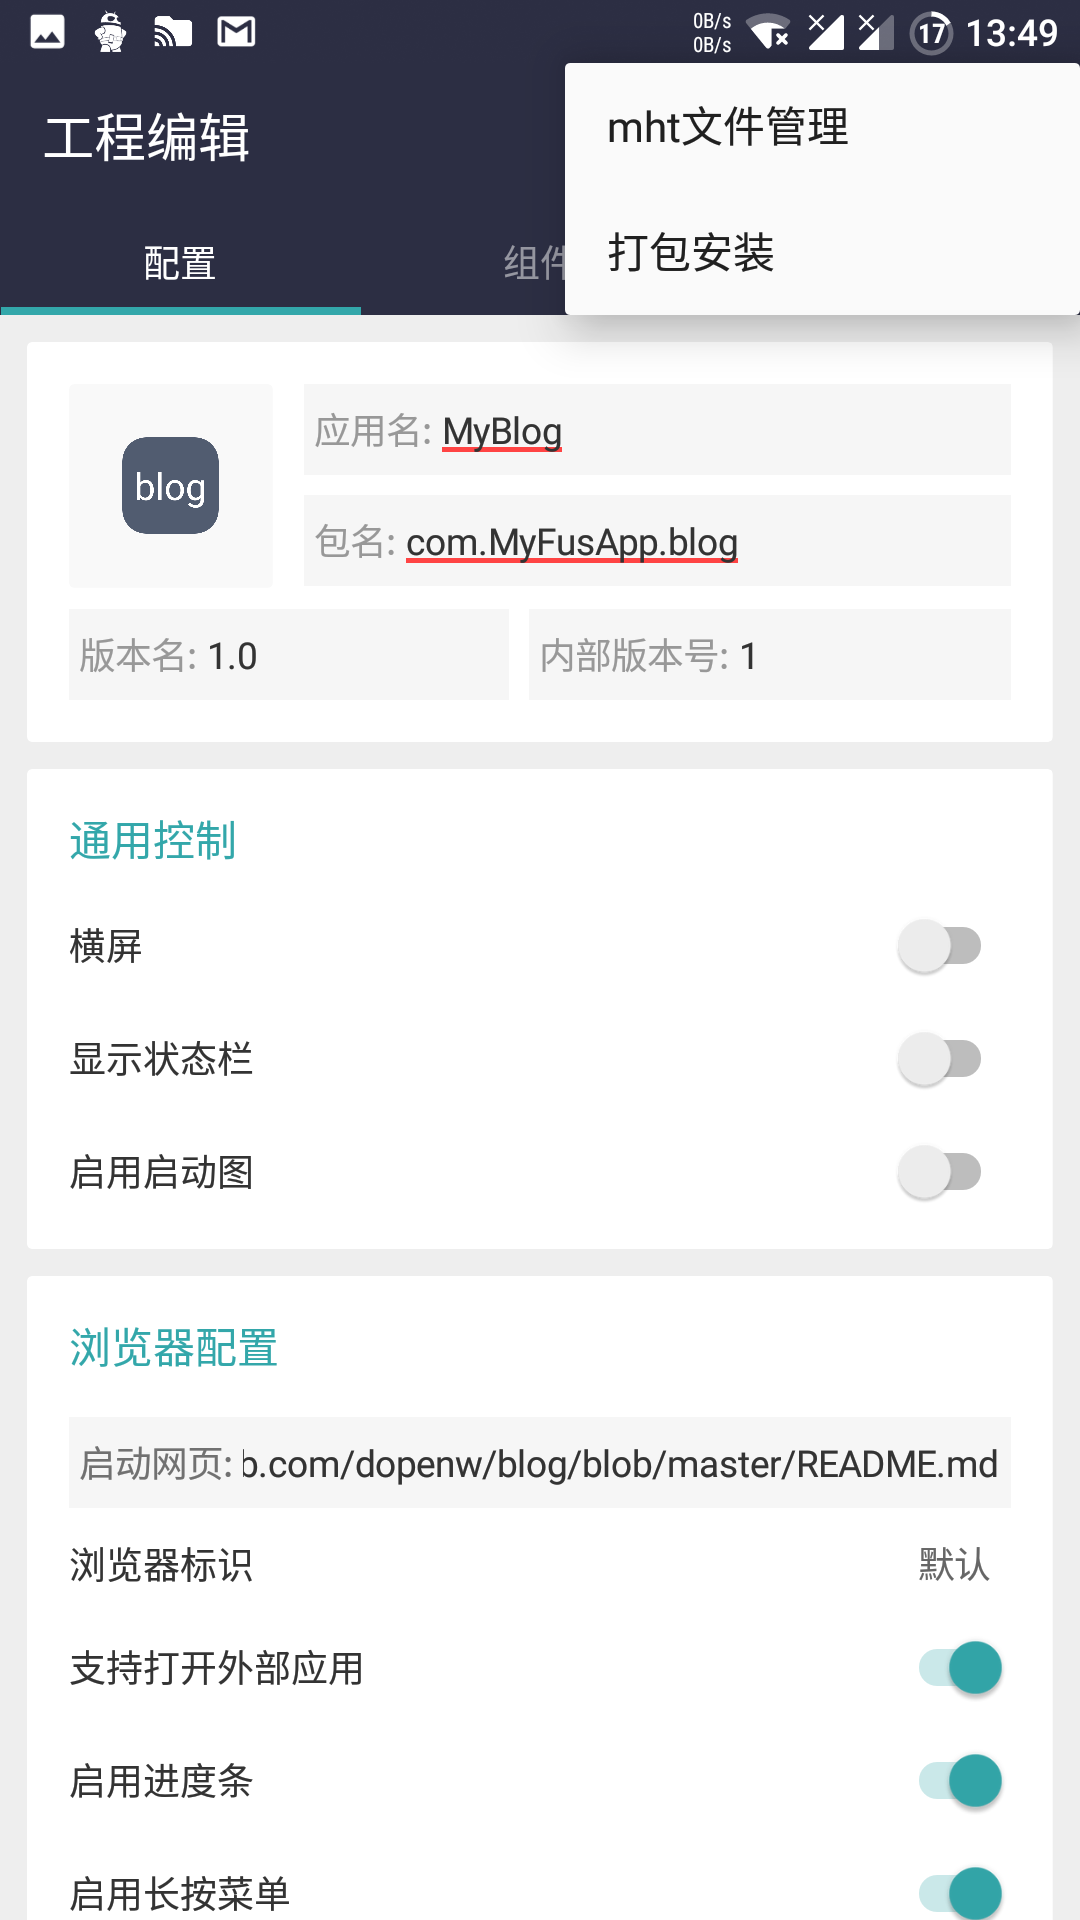 0B/s
0B/s
17
13:49
工程编辑
mht文件管理
打包安装
配置
组件
blog
应用名: MyBlog
包名: com.MyFusApp.blog
版本名: 1.0
内部版本号: 1
通用控制
横屏
显示状态栏
启用启动图
浏览器配置
启动网页: b.com/dopenw/blog/blob/master/README.md
浏览器标识
默认
支持打开外部应用
启用进度条
启用长按菜单